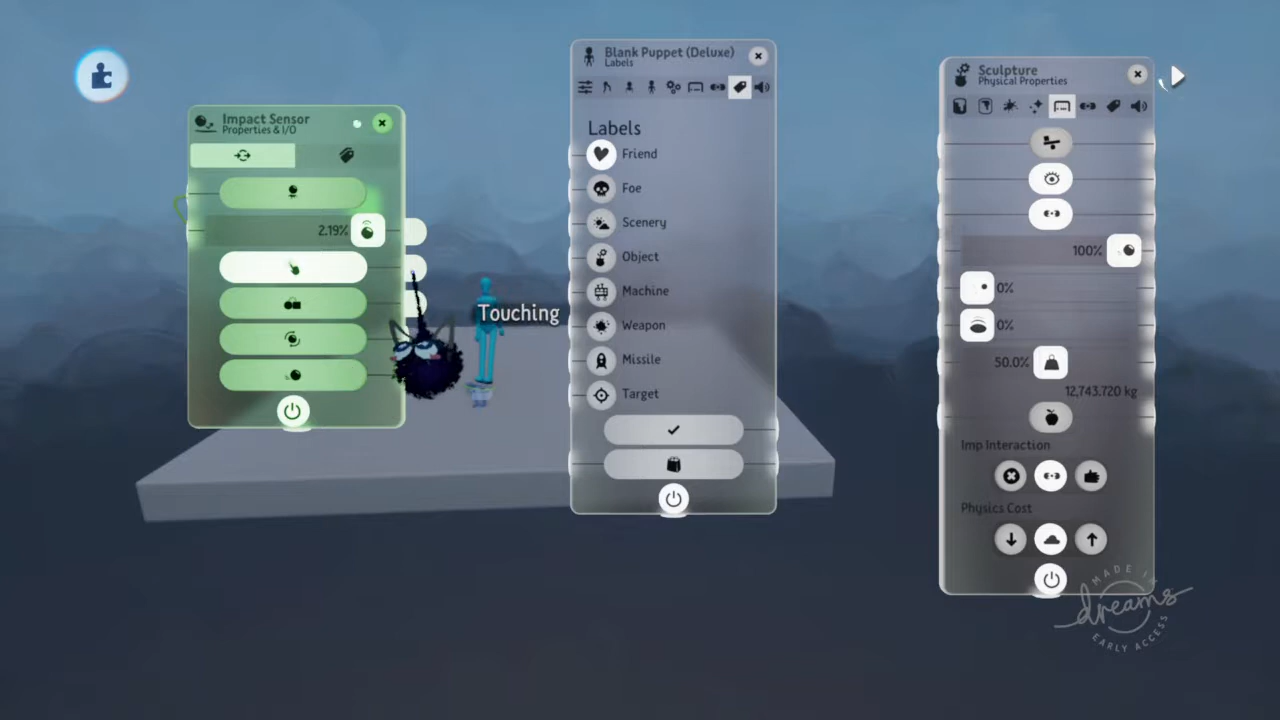 Impact Sensor
Properties & I/O
2.19%
Touching
Blank Puppet (Deluxe)
Labels
Labels
Friend
Foe
Scenery
Object
Machine
Weapon
Missile
Target
Sculpture
Physical Properties
100%
0%
0%
50.0%
12,743.720 kg
Imp Interaction
Physics Cost
MADE IN
dreams
EARLY ACCESS